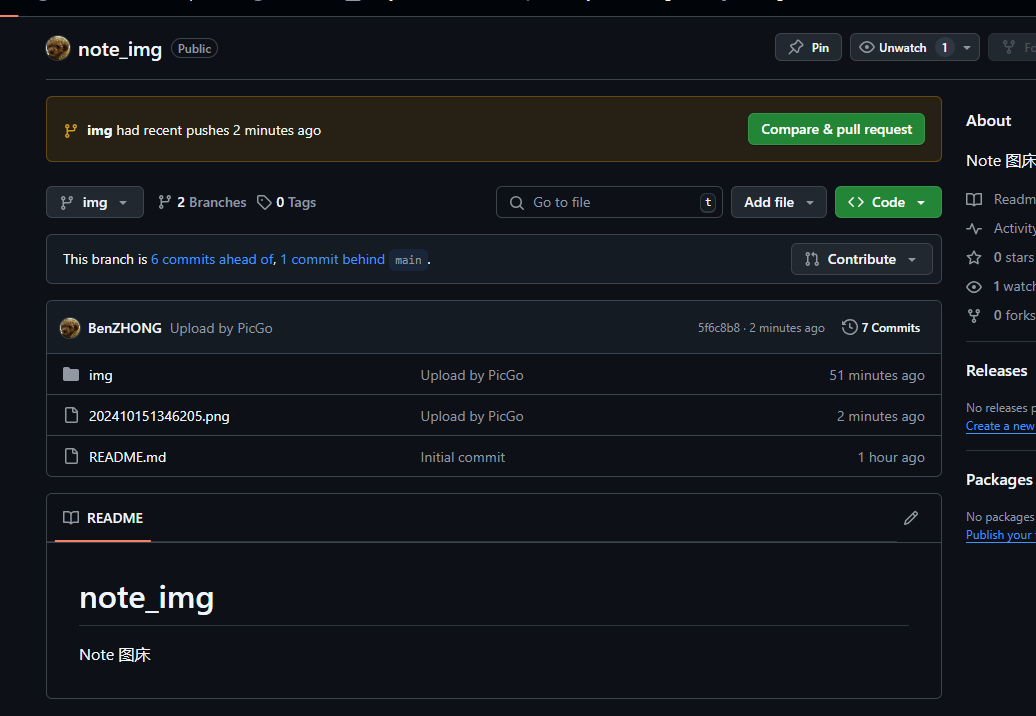 note_img Public Pin Unwatch 1
img had recent pushes 2 minutes ago Compare & pull request
img 2 Branches 0 Tags Go to file t Add file Code
This branch is 6 commits ahead of, 1 commit behind main . Contribute
BenZHONG Upload by PicGo 5f6c8b8 · 2 minutes ago 7 Commits
img Upload by PicGo 51 minutes ago
202410151346205.png Upload by PicGo 2 minutes ago
README.md Initial commit 1 hour ago
README
note_img
Note 图床
About
Note 图床
Readm
Activity
0 stars
1 watch
0 forks
Releases
No releases p
Create a new
Packages
No packages
Publish your